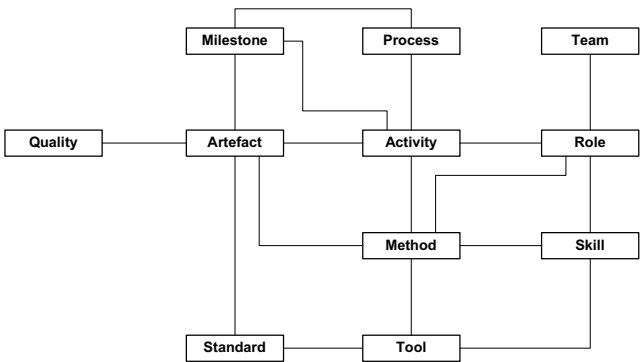 Milestone
Process
Team
Quality
Artefact
Activity
Role
Method
Skill
Standard
Tool